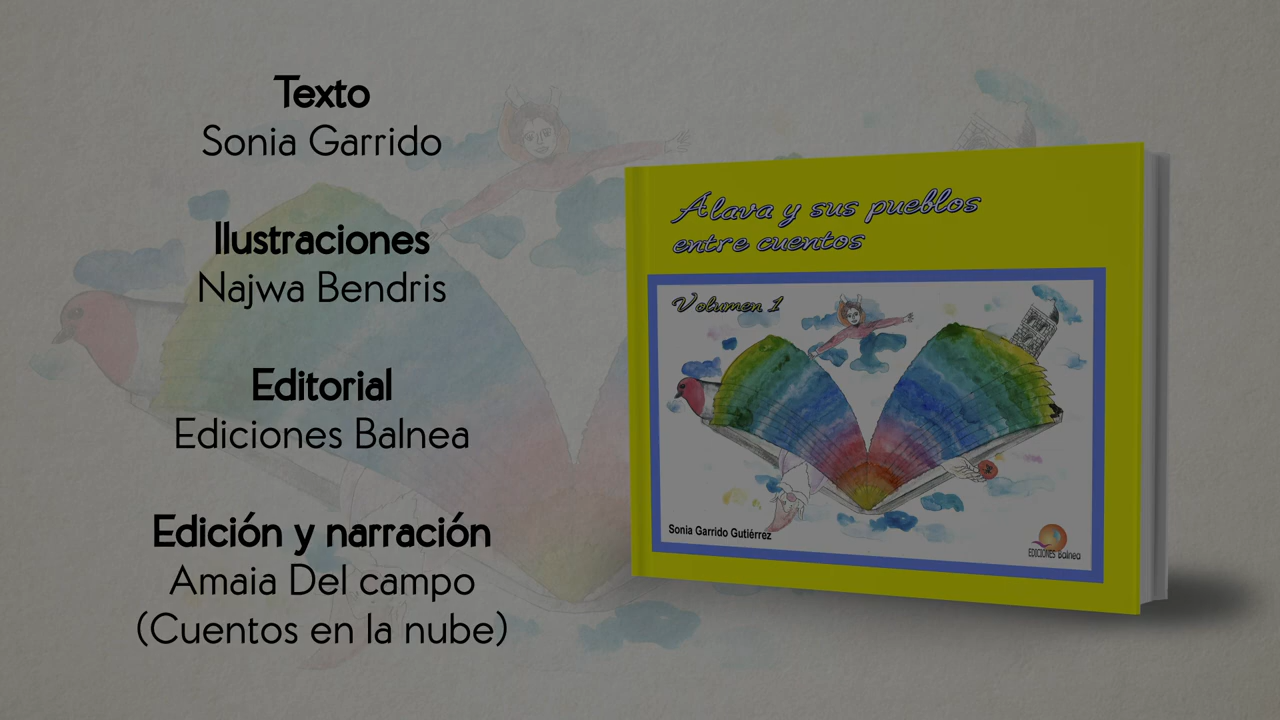 Texto
Sonia Garrido
Ilustraciones
Najwa Bendris
Editorial
Ediciones Balnea
Edición y narración
Amaia Del campo
(Cuentos en la nube)
Álava y sus pueblos
entre cuentos
Volumen 1
Sonia Garrido Gutiérrez
EDICIONES Balnea